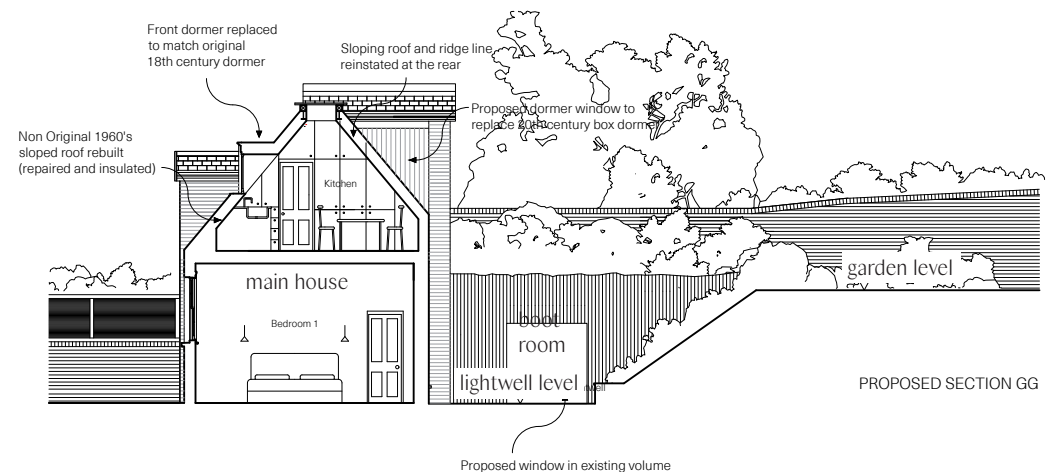 Front dormer replaced
to match original
18th century dormer
Sloping roof and ridge line
reinstated at the rear
Proposed dormer window to
replace 20th century box dormer
Non Original 1960's
sloped roof rebuilt
(repaired and insulated)
Kitchen
main house
Bedroom 1
garden level
boot
room
lightwell level
PROPOSED SECTION GG
Proposed window in existing volume